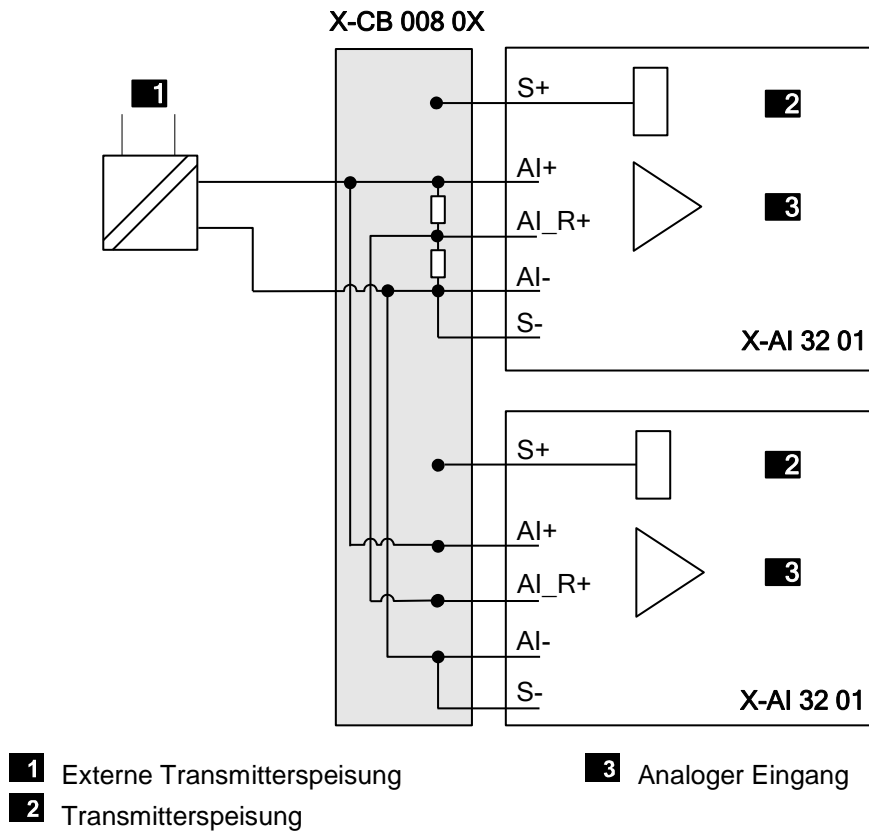 X-CB 008 0X
1
S+
2
AI+
3
AI_R+
AI-
S-
X-AI 32 01
S+
2
AI+
3
AI_R+
AI-
S-
X-AI 32 01
1 Externe Transmitterspeisung
3 Analoger Eingang
2 Transmitterspeisung